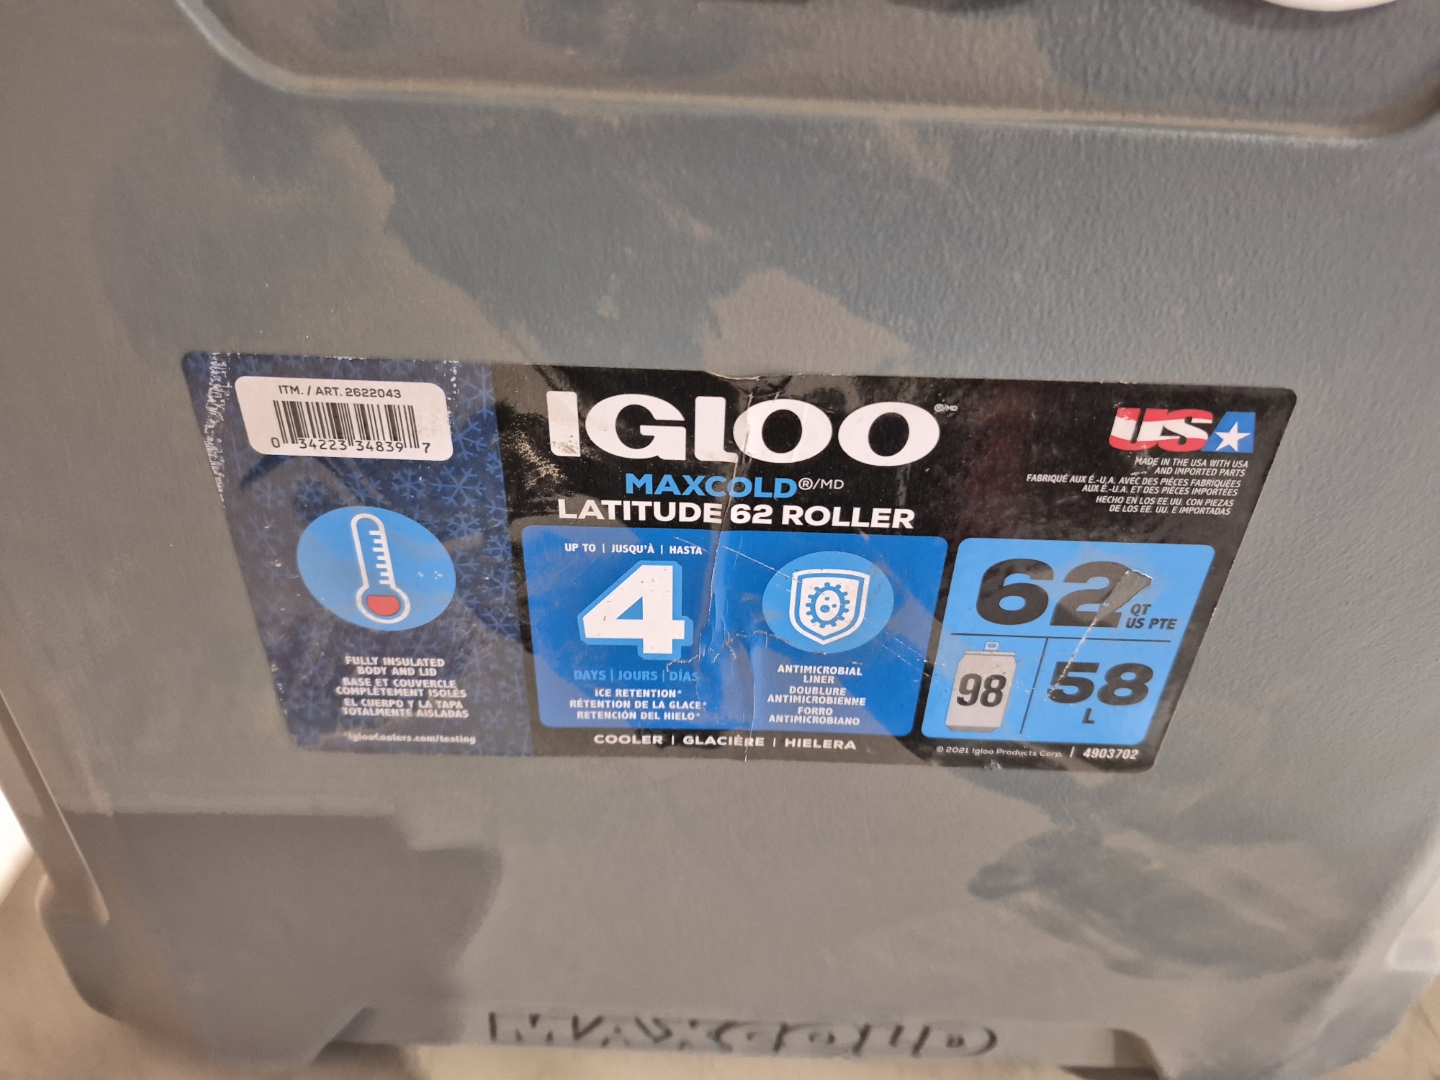 ITM. / ART. 2622043
0 34223 34839 7
FULLY INSULATED
BODY AND LID
BASE ET COUVERCLE
COMPLÈTEMENT ISOLÉS
EL CUERPO Y LA TAPA
TOTALMENTE AISLADAS
*igloocoolers.com/testing
IGLOO®/MD
MAXCOLD®/MD
LATITUDE 62 ROLLER
UP TO | JUSQU'À | HASTA
4
DAYS | JOURS | DÍAS
ICE RETENTION*
RÉTENTION DE LA GLACE*
RETENCIÓN DEL HIELO*
ANTIMICROBIAL
LINER
DOUBLURE
ANTIMICROBIENNE
FORRO
ANTIMICROBIANO
COOLER | GLACIÈRE | HIELERA
USA
MADE IN THE USA WITH USA
AND IMPORTED PARTS
FABRIQUÉ AUX É.-U.A. AVEC DES PIÈCES FABRIQUÉES
AUX É.-U.A. ET DES PIÈCES IMPORTÉES
HECHO EN LOS EE.UU. CON PIEZAS
DE LOS EE. UU. E IMPORTADAS
62 QT
US PTE
98
58
L
© 2021 Igloo Products Corp. | 4903702
MAXCOLD